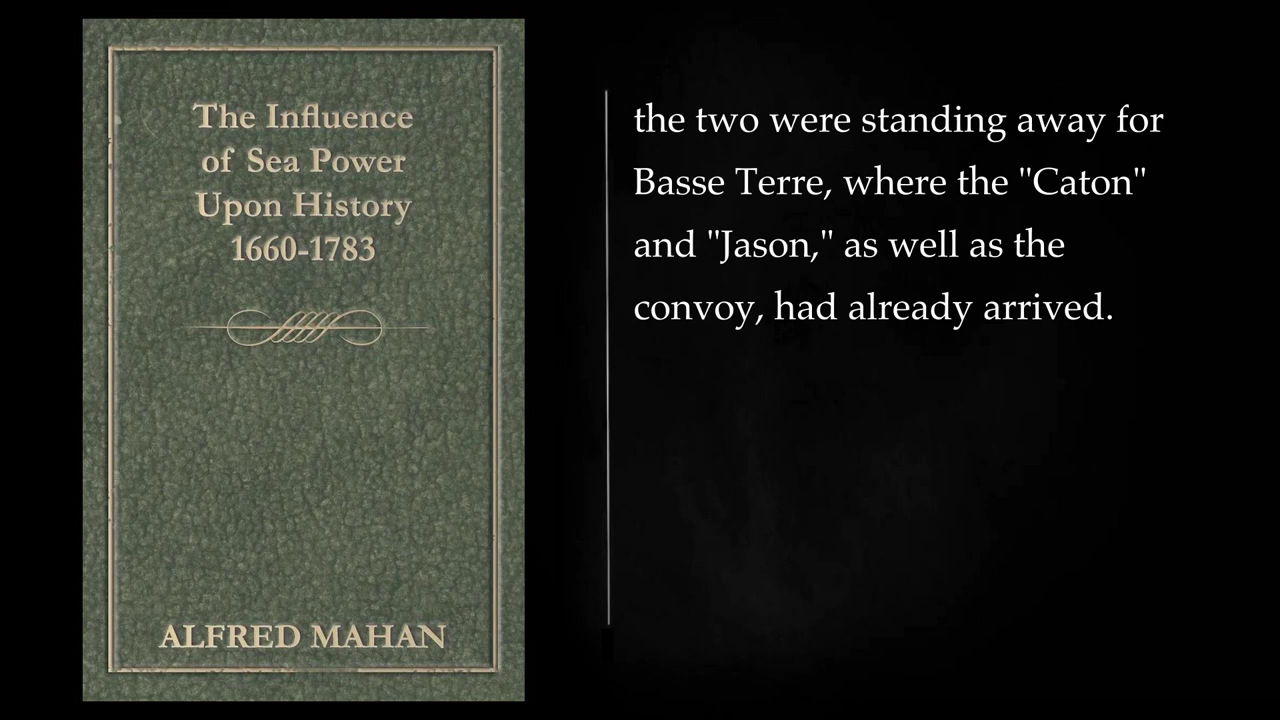 The Influence
of Sea Power
Upon History
1660-1783
ALFRED MAHAN
the two were standing away for
Basse Terre, where the "Caton"
and "Jason," as well as the
convoy, had already arrived.